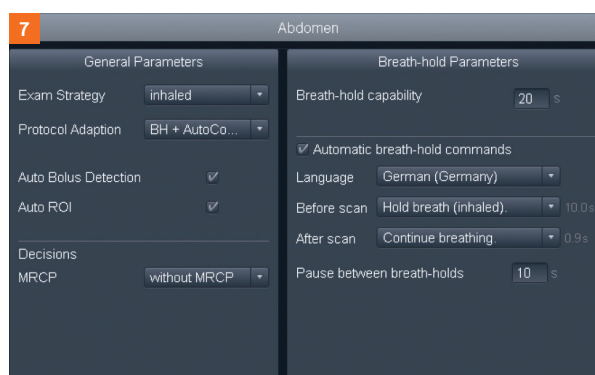 7
Abdomen
General Parameters
Exam Strategy inhaled
Protocol Adaption BH + AutoCo...
Auto Bolus Detection
Auto ROI
Decisions
MRCP without MRCP
Breath-hold Parameters
Breath-hold capability 20 s
Automatic breath-hold commands
Language German (Germany)
Before scan Hold breath (inhaled). 10.0s
After scan Continue breathing. 0.9s
Pause between breath-holds 10 s